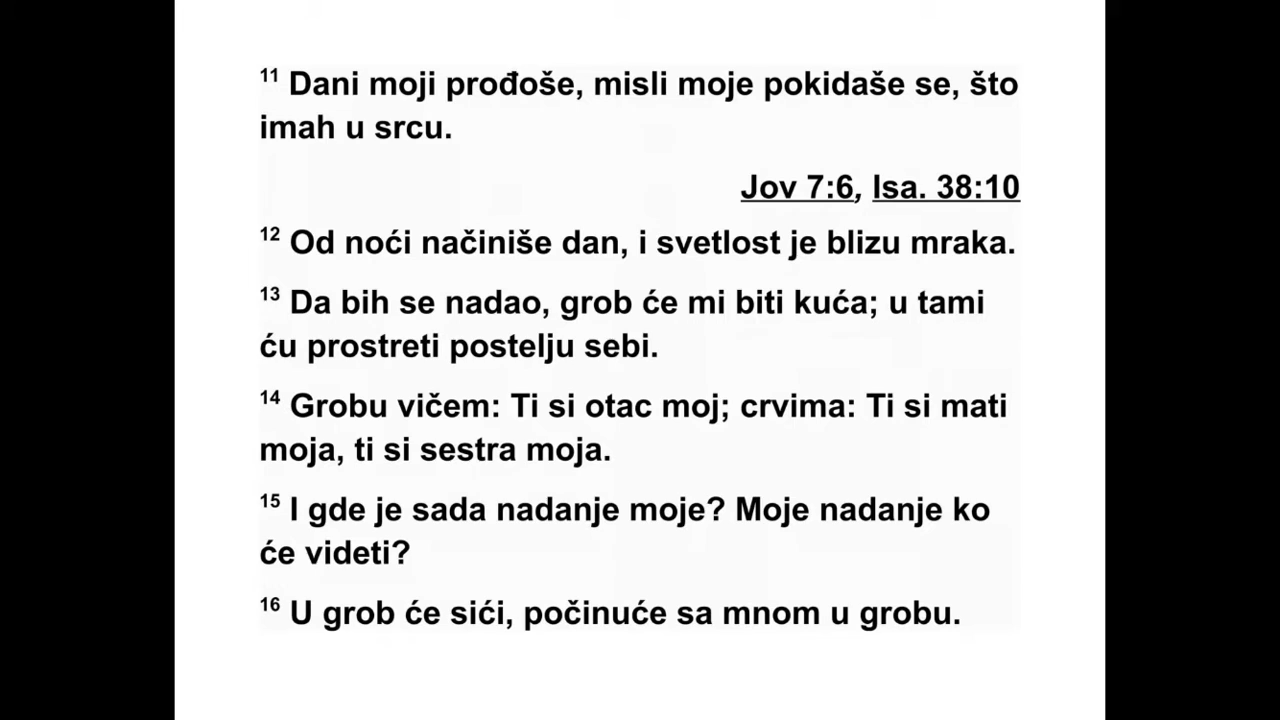 11 Dani moji prođoše, misli moje pokidaše se, što
imah u srcu.
Jov 7:6, Isa. 38:10
12 Od noći načiniše dan, i svetlost je blizu mraka.
13 Da bih se nadao, grob će mi biti kuća; u tami
ću prostreti postelju sebi.
14 Grobu vičem: Ti si otac moj; crvima: Ti si mati
moja, ti si sestra moja.
15 I gde je sada nadanje moje? Moje nadanje ko
će videti?
16 U grob će sići, počinuće sa mnom u grobu.